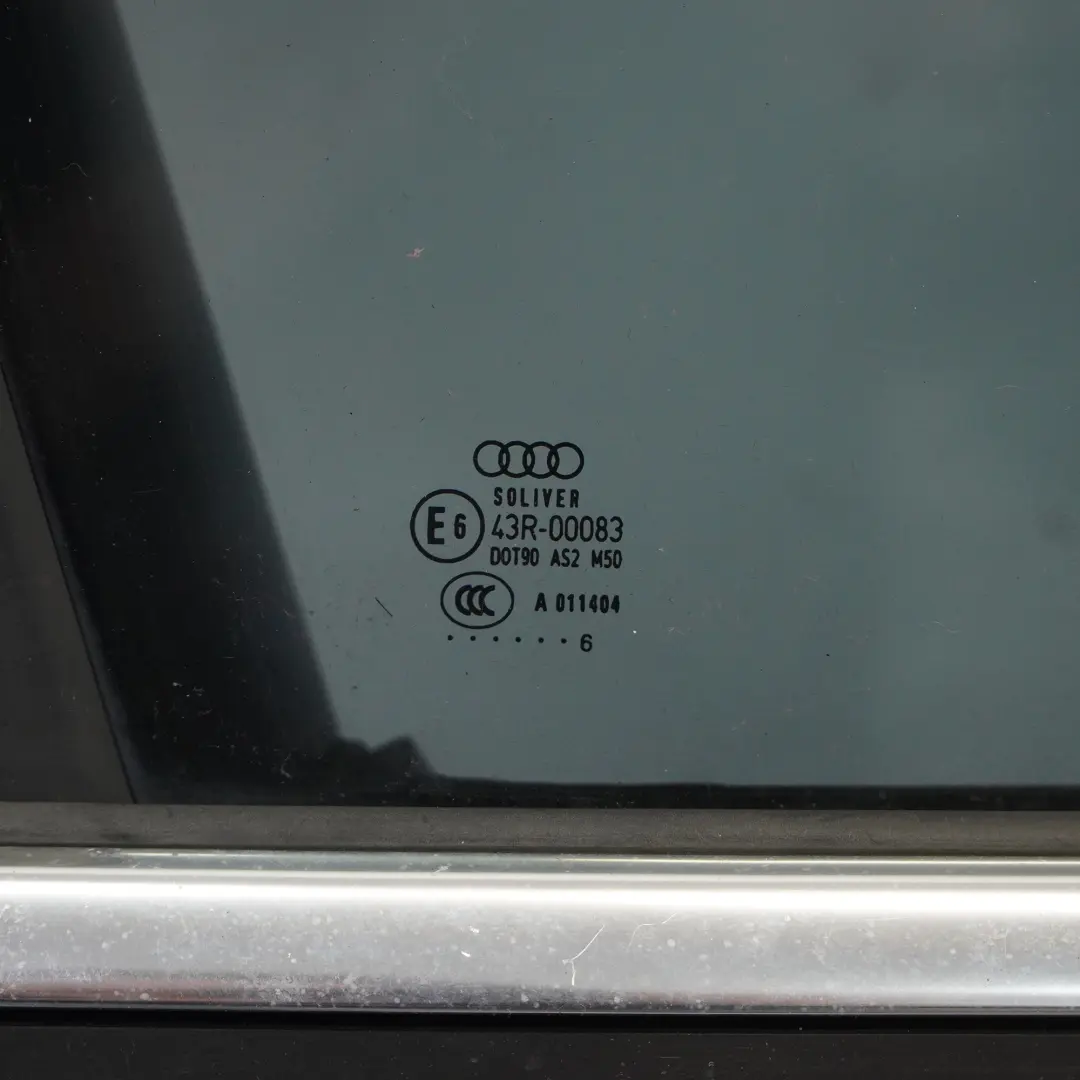 SOLIVER
E6 43R-00083
DOT90 AS2 M50
CCC A 011404
......6